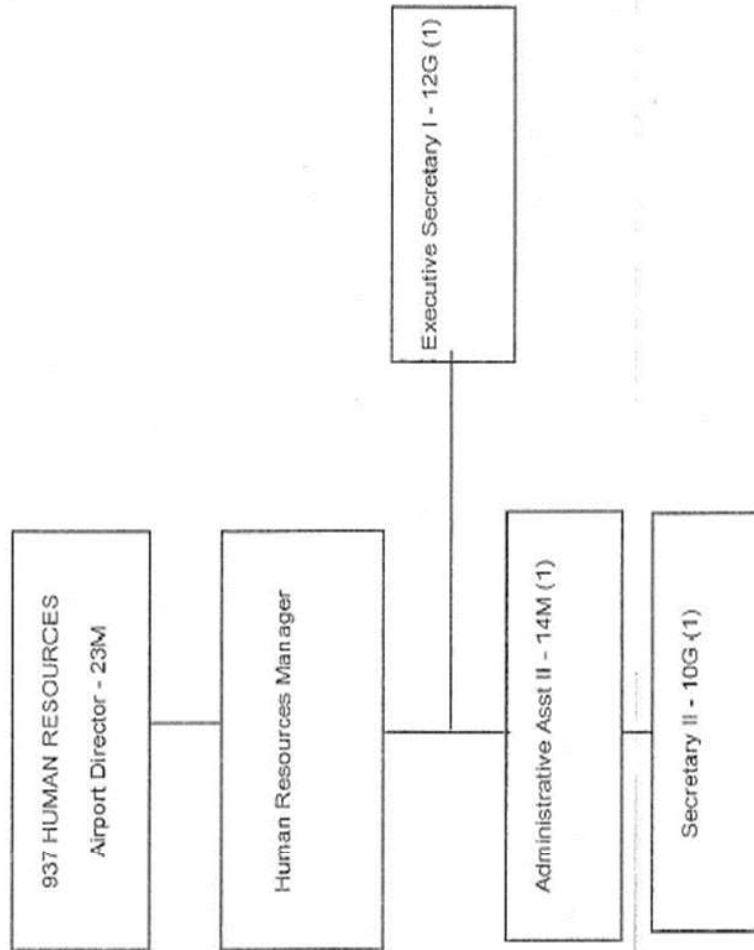 937 HUMAN RESOURCES
Airport Director - 23M
Human Resources Manager
Executive Secretary I - 12G (1)
Administrative Asst II - 14M (1)
Secretary II - 10G (1)